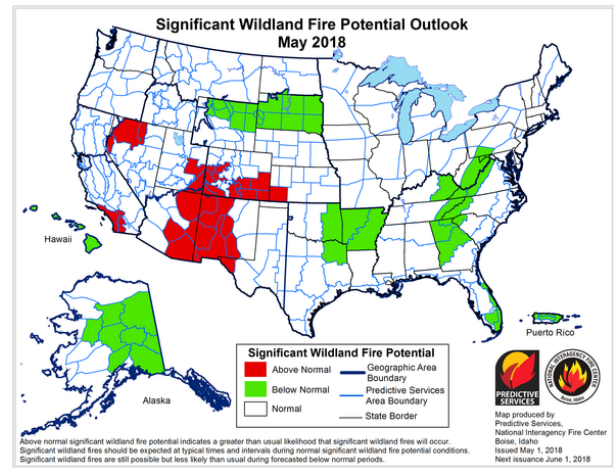 Significant Wildland Fire Potential Outlook
May 2018
Hawaii
Alaska
Puerto Rico
Significant Wildland Fire Potential
Above Normal
Below Normal
Normal
Geographic Area
Boundary
Predictive Services
Area Boundary
State Border
PREDICTIVE
SERVICES
NATIONAL INTERAGENCY FIRE CENTER
Boise, Idaho
Map produced by
Predictive Services,
National Interagency Fire Center
Boise, Idaho
Issued May 1, 2018
Next issuance June 1, 2018
Above normal significant wildland fire potential indicates a greater than usual likelihood that significant wildland fires will occur.
Significant wildland fires should be expected at typical times and intervals during normal significant wildland fire potential conditions.
Significant wildland fires are still possible but less likely than usual during forecasted below normal periods.